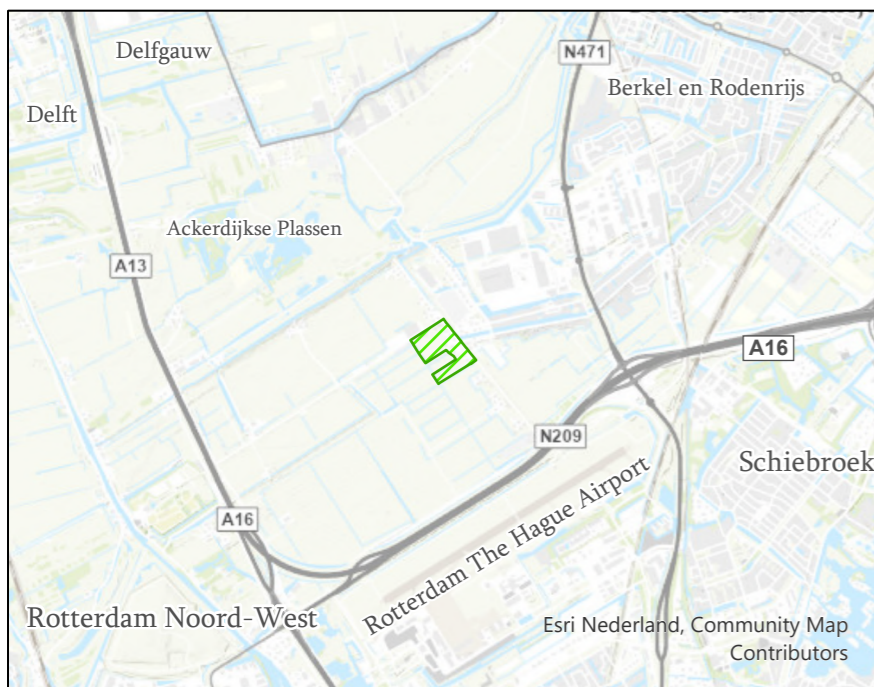 Delfgauw
N471
Berkel en Rodenrijs
Delft
Ackerdijkse Plassen
A13
A16
N209
Schiebroek
A16
Rotterdam The Hague Airport
Rotterdam Noord-West
Esri Nederland, Community Map
Contributors